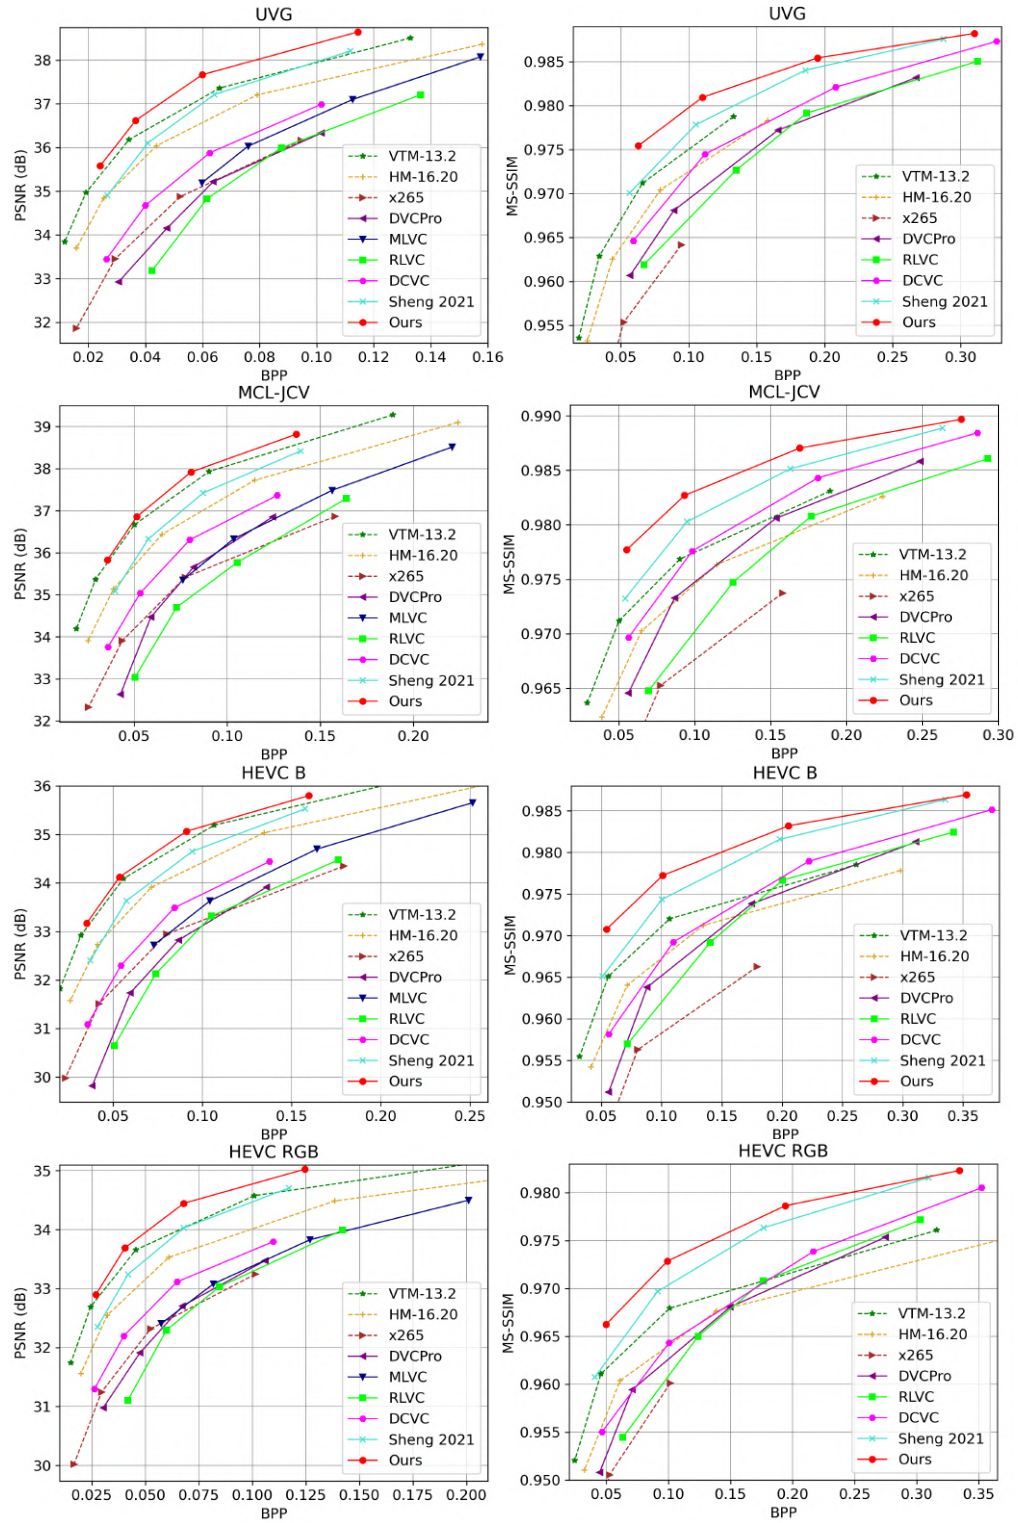 UVG
PSNR (dB)
38
37
36
35
34
33
32
0.02 0.04 0.06 0.08 0.10 0.12 0.14 0.16
BPP
VTM-13.2
HM-16.20
x265
DVCPro
MLVC
RLVC
DCVC
Sheng 2021
Ours
UVG
MS-SSIM
0.985
0.980
0.975
0.970
0.965
0.960
0.955
0.05 0.10 0.15 0.20 0.25 0.30
BPP
VTM-13.2
HM-16.20
x265
DVCPro
RLVC
DCVC
Sheng 2021
Ours
MCL-JCV
PSNR (dB)
39
38
37
36
35
34
33
32
0.05 0.10 0.15 0.20
BPP
VTM-13.2
HM-16.20
x265
DVCPro
MLVC
RLVC
DCVC
Sheng 2021
Ours
MCL-JCV
MS-SSIM
0.990
0.985
0.980
0.975
0.970
0.965
0.05 0.10 0.15 0.20 0.25 0.30
BPP
VTM-13.2
HM-16.20
x265
DVCPro
RLVC
DCVC
Sheng 2021
Ours
HEVC B
PSNR (dB)
36
35
34
33
32
31
30
0.05 0.10 0.15 0.20 0.25
BPP
VTM-13.2
HM-16.20
x265
DVCPro
MLVC
RLVC
DCVC
Sheng 2021
Ours
HEVC B
MS-SSIM
0.985
0.980
0.975
0.970
0.965
0.960
0.955
0.950
0.05 0.10 0.15 0.20 0.25 0.30 0.35
BPP
VTM-13.2
HM-16.20
x265
DVCPro
RLVC
DCVC
Sheng 2021
Ours
HEVC RGB
PSNR (dB)
35
34
33
32
31
30
0.025 0.050 0.075 0.100 0.125 0.150 0.175 0.200
BPP
VTM-13.2
HM-16.20
x265
DVCPro
MLVC
RLVC
DCVC
Sheng 2021
Ours
HEVC RGB
MS-SSIM
0.980
0.975
0.970
0.965
0.960
0.955
0.950
0.05 0.10 0.15 0.20 0.25 0.30 0.35
BPP
VTM-13.2
HM-16.20
x265
DVCPro
RLVC
DCVC
Sheng 2021
Ours